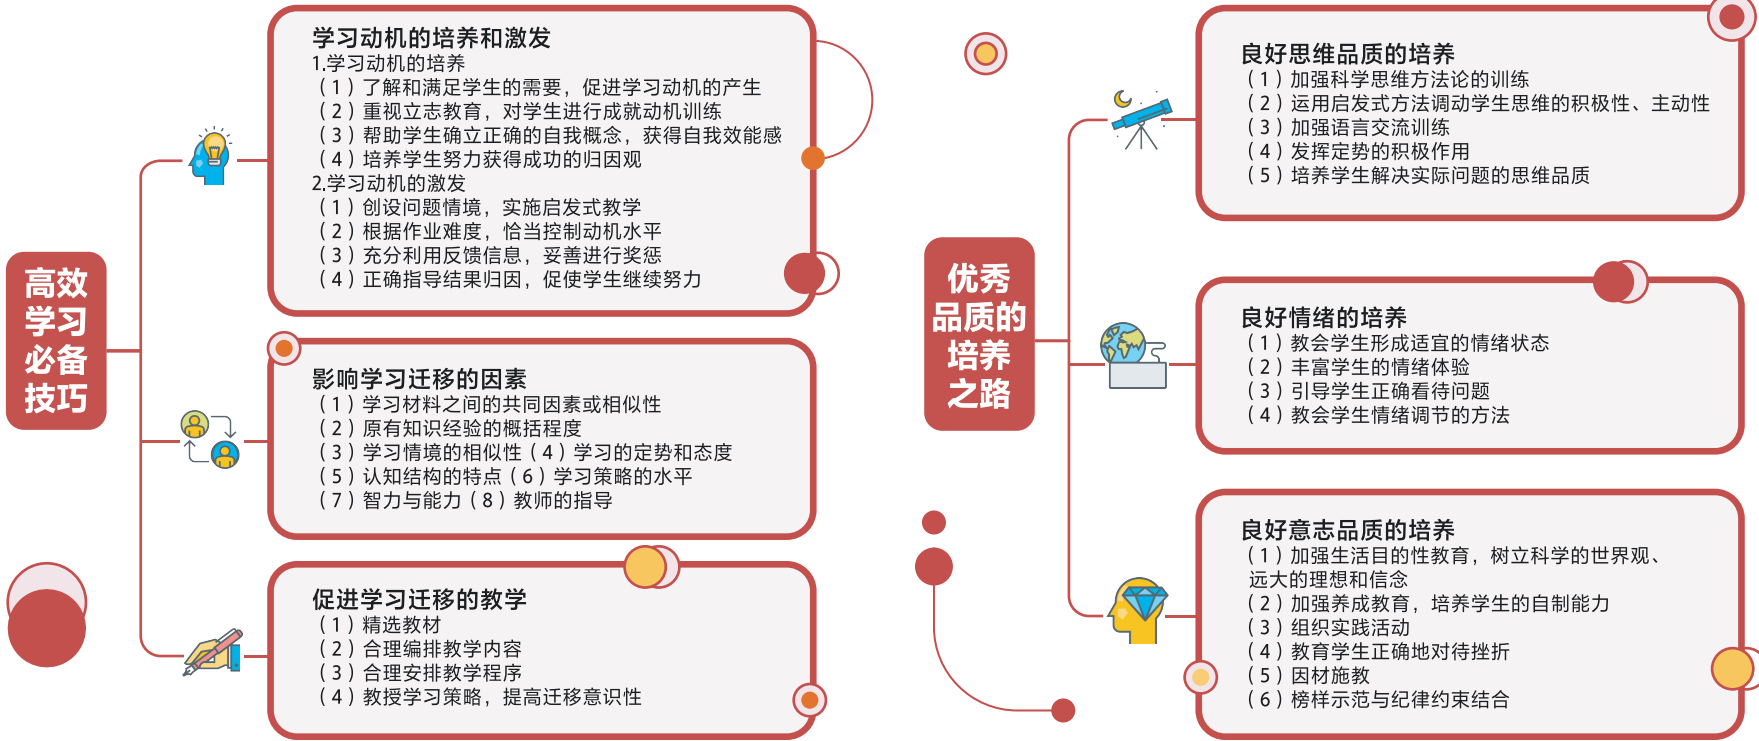 高效
学习
必备
技巧
学习动机的培养和激发
1.学习动机的培养
（1）了解和满足学生的需要，促进学习动机的产生
（2）重视立志教育，对学生进行成就动机训练
（3）帮助学生确立正确的自我概念，获得自我效能感
（4）培养学生努力获得成功的归因观
2.学习动机的激发
（1）创设问题情境，实施启发式教学
（2）根据作业难度，恰当控制动机水平
（3）充分利用反馈信息，妥善进行奖惩
（4）正确指导结果归因，促使学生继续努力
影响学习迁移的因素
（1）学习材料之间的共同因素或相似性
（2）原有知识经验的概括程度
（3）学习情境的相似性（4）学习的定势和态度
（5）认知结构的特点（6）学习策略的水平
（7）智力与能力（8）教师的指导
促进学习迁移的教学
（1）精选教材
（2）合理编排教学内容
（3）合理安排教学程序
（4）教授学习策略，提高迁移意识性
优秀
品质的
培养
之路
良好思维品质的培养
（1）加强科学思维方法论的训练
（2）运用启发式方法调动学生思维的积极性、主动性
（3）加强语言交流训练
（4）发挥定势的积极作用
（5）培养学生解决实际问题的思维品质
良好情绪的培养
（1）教会学生形成适宜的情绪状态
（2）丰富学生的情绪体验
（3）引导学生正确看待问题
（4）教会学生情绪调节的方法
良好意志品质的培养
（1）加强生活目的性教育，树立科学的世界观、
远大的理想和信念
（2）加强养成教育，培养学生的自制能力
（3）组织实践活动
（4）教育学生正确地对待挫折
（5）因材施教
（6）榜样示范与纪律约束结合